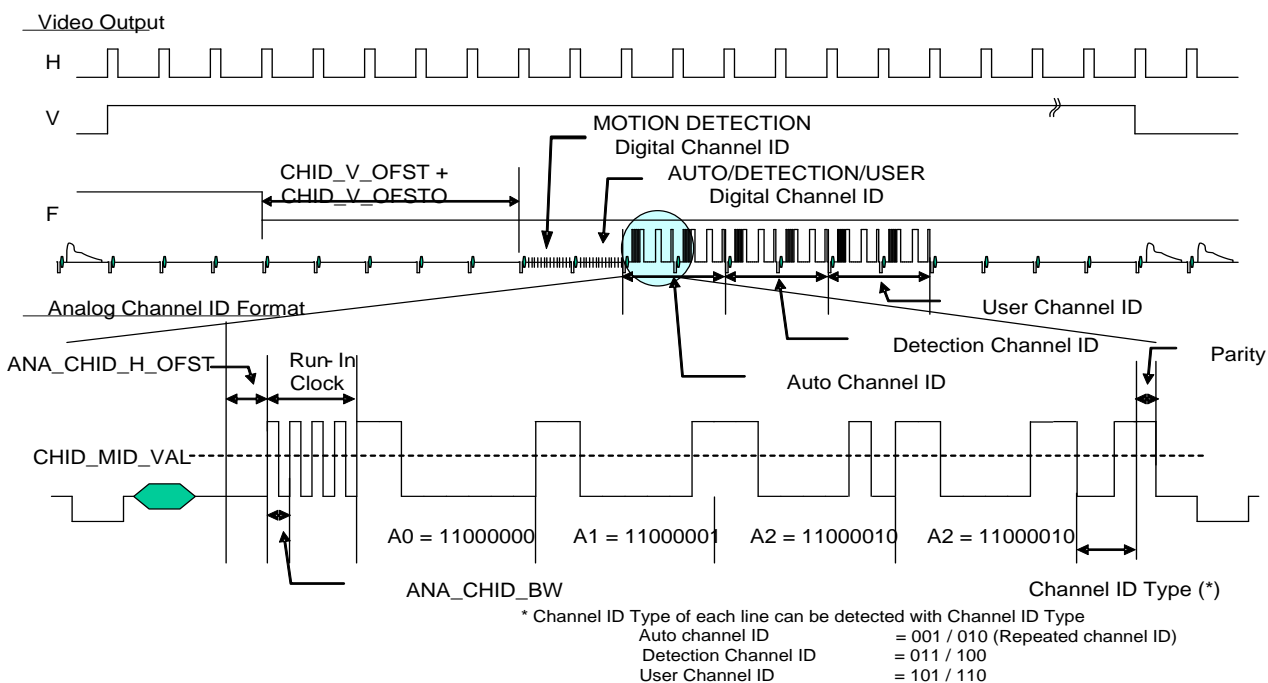 Video Output
H
V
MOTION DETECTION
Digital Channel ID
CHID_V_OFST +
CHID_V_OFSTO
AUTO/DETECTION/USER
Digital Channel ID
F
User Channel ID
Analog Channel ID Format
Detection Channel ID
Auto Channel ID
Parity
ANA_CHID_H_OFST
Run- In
Clock
CHID_MID_VAL
A0 = 11000000
A1 = 11000001
A2 = 11000010
A2 = 11000010
ANA_CHID_BW
Channel ID Type (*)
* Channel ID Type of each line can be detected with Channel ID Type
Auto channel ID = 001 / 010 (Repeated channel ID)
Detection Channel ID = 011 / 100
User Channel ID = 101 / 110